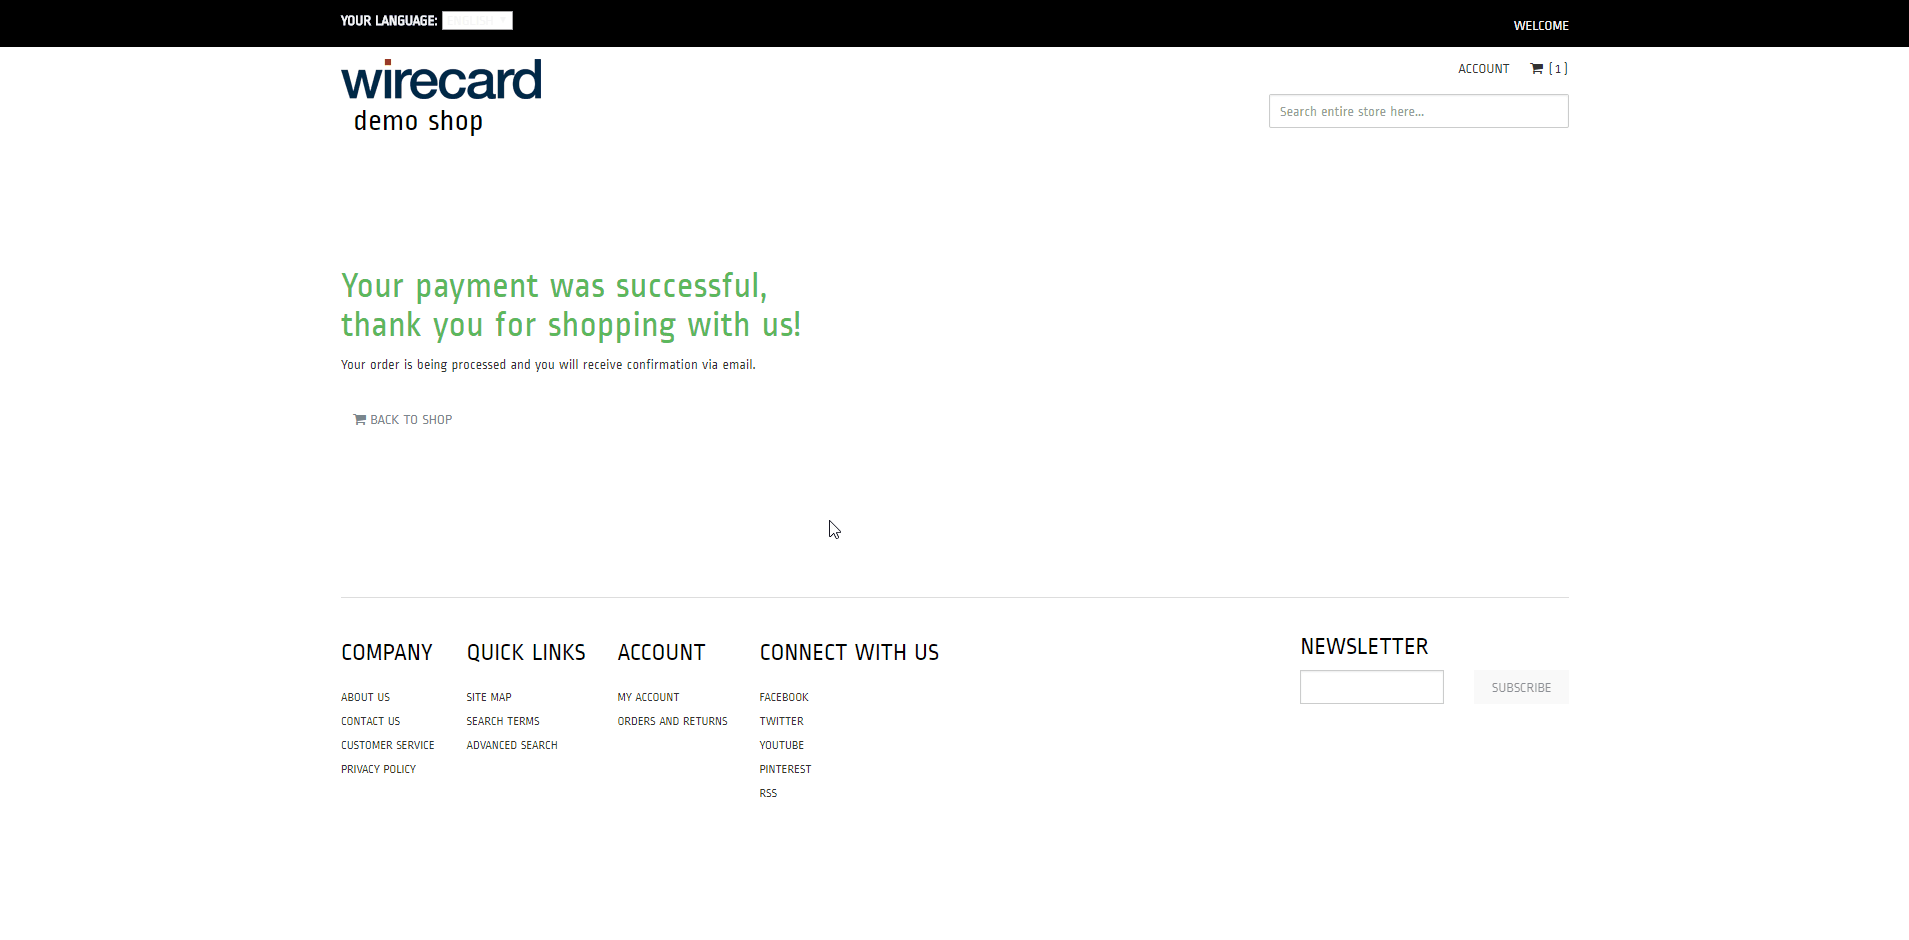 YOUR LANGUAGE: ENGLISH
WELCOME
wirecard
demo shop
ACCOUNT (1)
Search entire store here...
Your payment was successful,
thank you for shopping with us!
Your order is being processed and you will receive confirmation via email.
BACK TO SHOP
COMPANY
ABOUT US
CONTACT US
CUSTOMER SERVICE
PRIVACY POLICY
QUICK LINKS
SITE MAP
SEARCH TERMS
ADVANCED SEARCH
ACCOUNT
MY ACCOUNT
ORDERS AND RETURNS
CONNECT WITH US
FACEBOOK
TWITTER
YOUTUBE
PINTEREST
RSS
NEWSLETTER
SUBSCRIBE